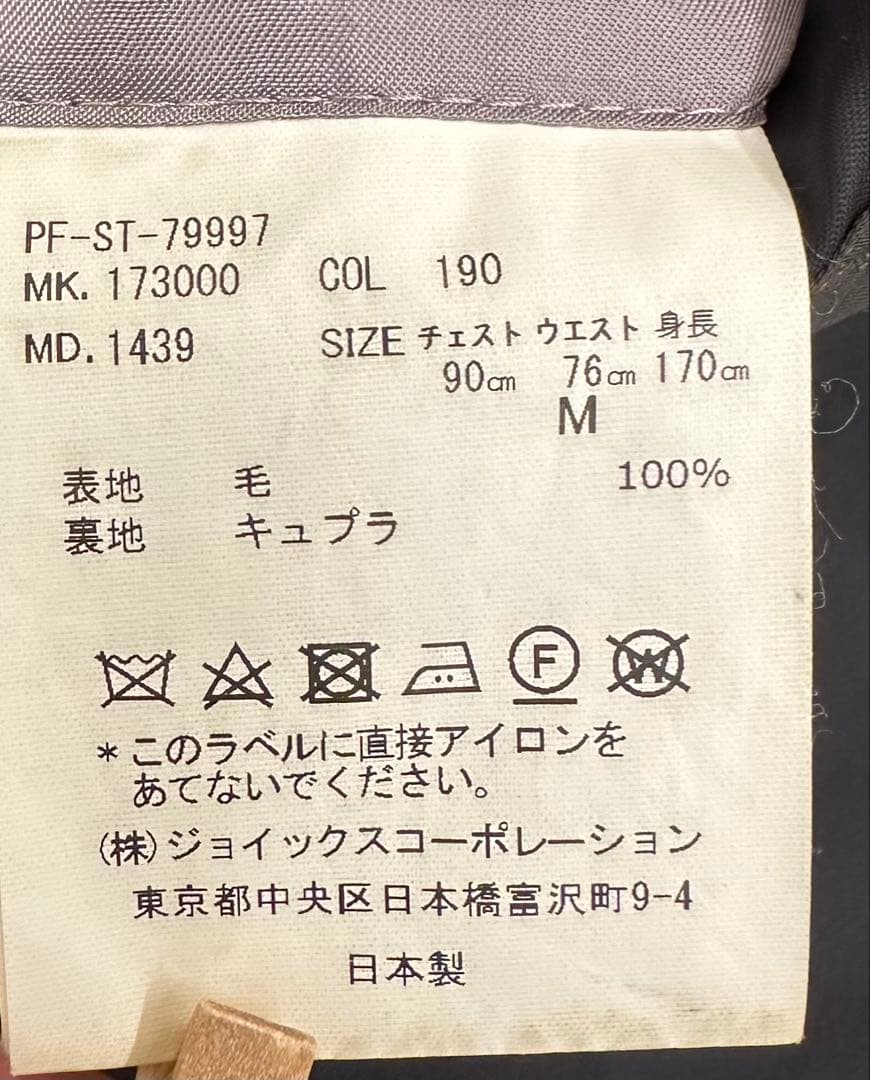 PF-ST-79997
MK. 173000 COL 190
MD. 1439 SIZE チェスト ウエスト 身長
90㎝ 76㎝ 170㎝
M
表地 毛 100%
裏地 キュプラ
F W
*このラベルに直接アイロンを
あてないでください。
(株)ジョイックスコーポレーション
東京都中央区日本橋富沢町9-4
日本製